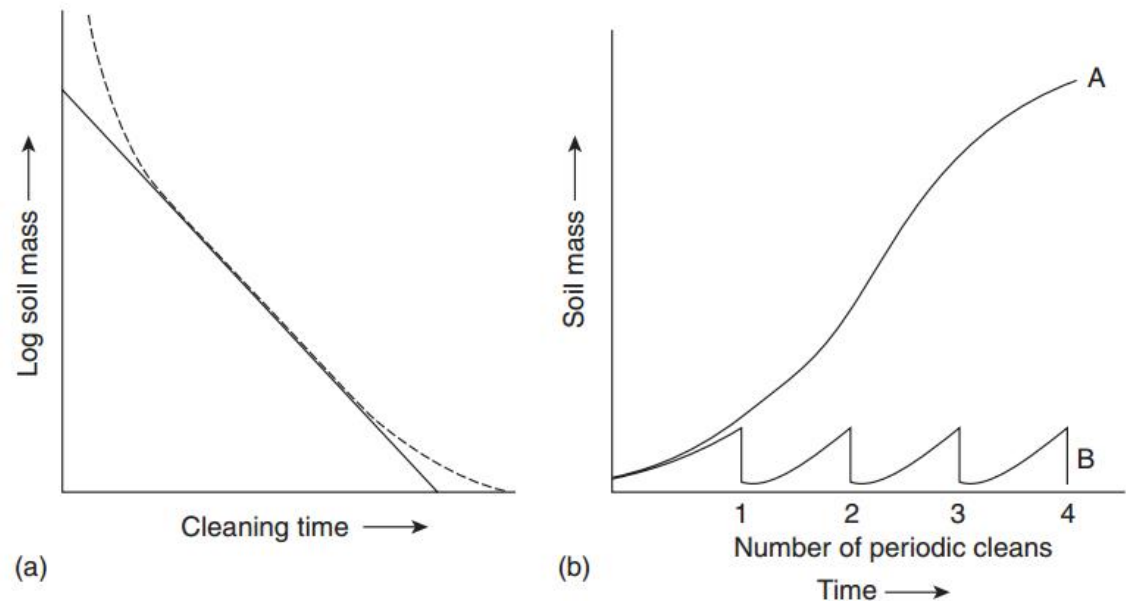 Log soil mass
Cleaning time
(a)
Soil mass
A
B
1 2 3 4
Number of periodic cleans
Time
(b)